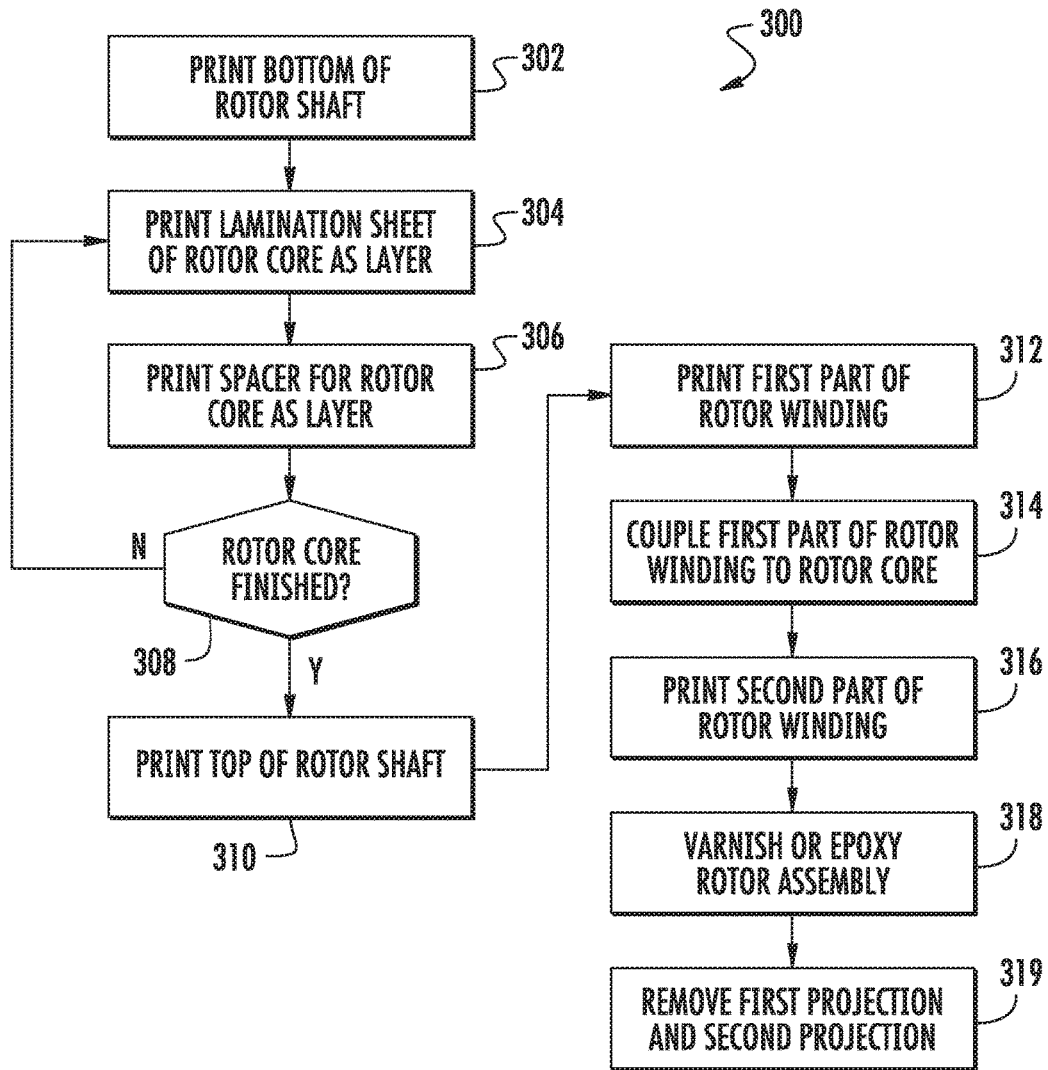 300
PRINT BOTTOM OF
ROTOR SHAFT
302
PRINT LAMINATION SHEET
OF ROTOR CORE AS LAYER
304
PRINT SPACER FOR ROTOR
CORE AS LAYER
306
ROTOR CORE
FINISHED?
N
308
Y
PRINT TOP OF ROTOR SHAFT
310
PRINT FIRST PART OF
ROTOR WINDING
312
COUPLE FIRST PART OF ROTOR
WINDING TO ROTOR CORE
314
PRINT SECOND PART OF
ROTOR WINDING
316
VARNISH OR EPOXY
ROTOR ASSEMBLY
318
REMOVE FIRST PROJECTION
AND SECOND PROJECTION
319